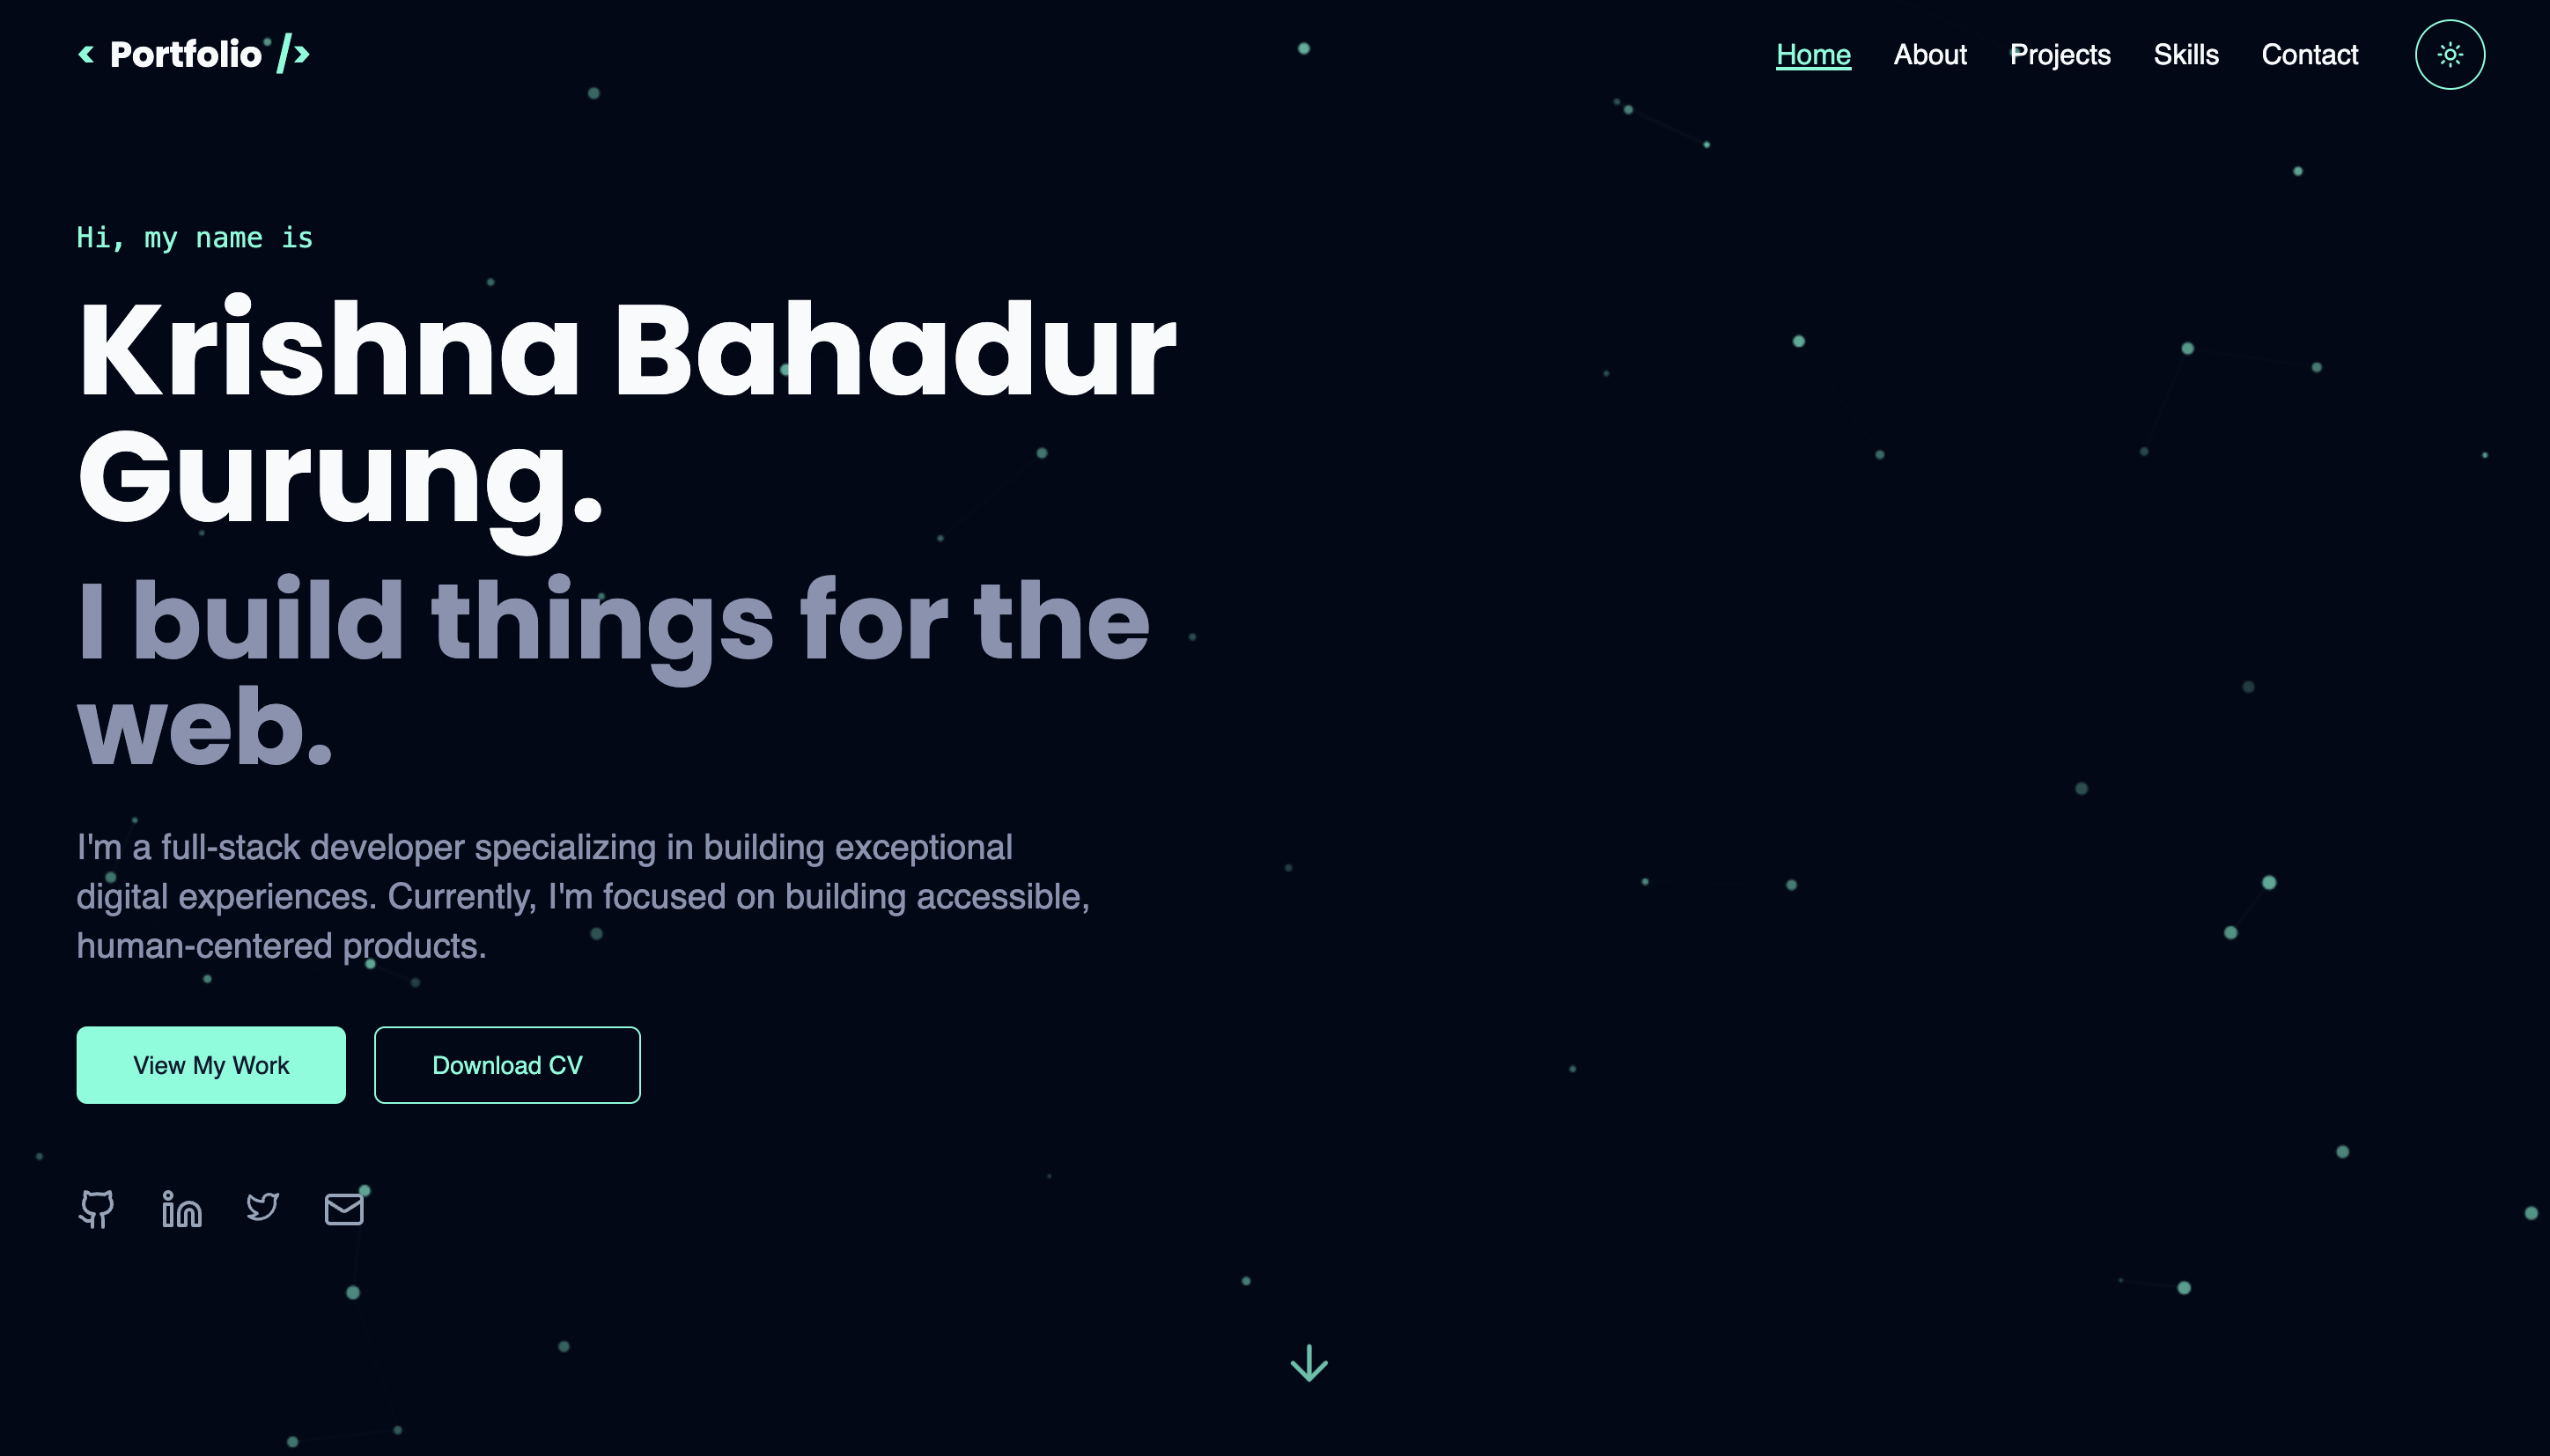 < Portfolio />
Home About Projects Skills Contact
Hi, my name is
Krishna Bahadur
Gurung.
I build things for the
web.
I'm a full-stack developer specializing in building exceptional
digital experiences. Currently, I'm focused on building accessible,
human-centered products.
View My Work Download CV